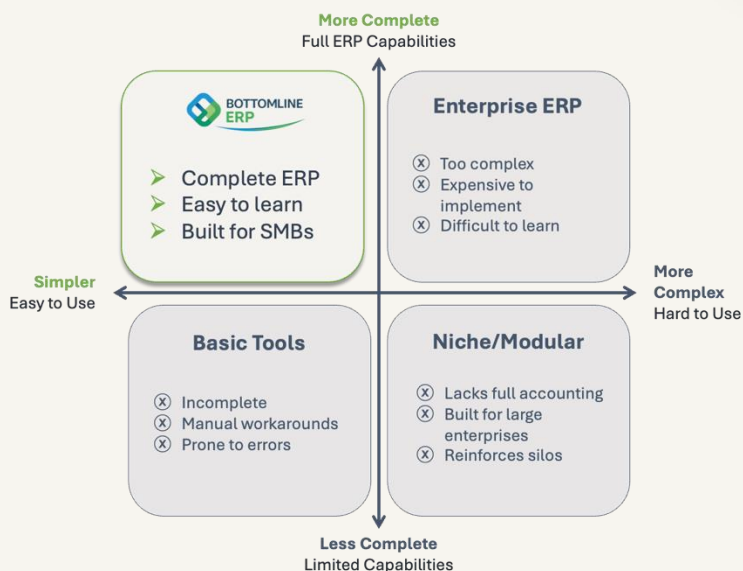 More Complete
Full ERP Capabilities
BOTTOMLINE
ERP
Complete ERP
Easy to learn
Built for SMBs
Enterprise ERP
Too complex
Expensive to
implement
Difficult to learn
Simpler
Easy to Use
More
Complex
Hard to Use
Basic Tools
Incomplete
Manual workarounds
Prone to errors
Niche/Modular
Lacks full accounting
Built for large
enterprises
Reinforces silos
Less Complete
Limited Capabilities